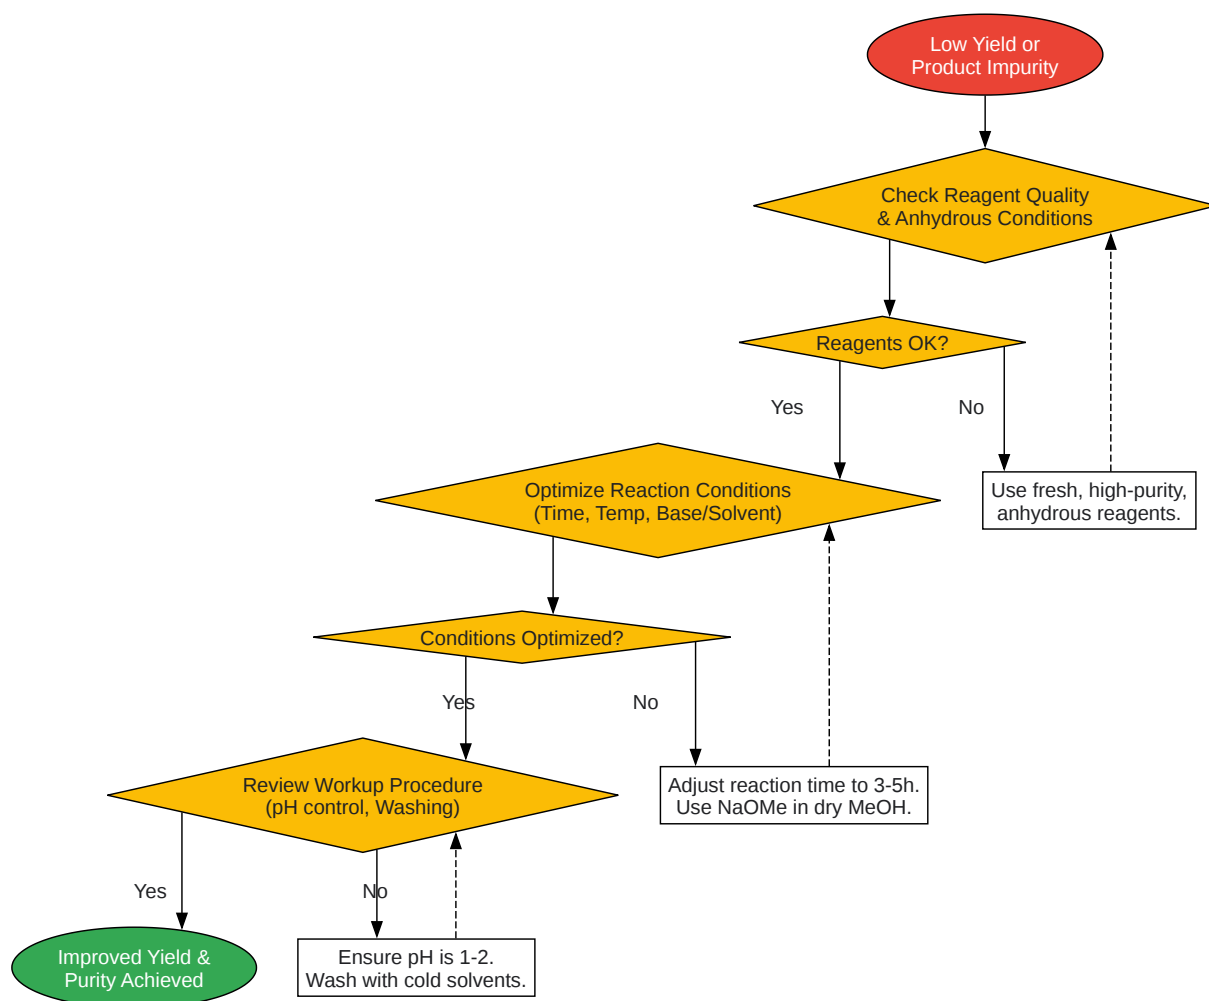 Low Yield or
Product Impurity
Check Reagent Quality
& Anhydrous Conditions
Reagents OK?
Yes
No
Use fresh, high-purity,
anhydrous reagents.
Optimize Reaction Conditions
(Time, Temp, Base/Solvent)
Conditions Optimized?
Yes
No
Adjust reaction time to 3-5h.
Use NaOMe in dry MeOH.
Review Workup Procedure
(pH control, Washing)
Yes
No
Improved Yield &
Purity Achieved
Ensure pH is 1-2.
Wash with cold solvents.